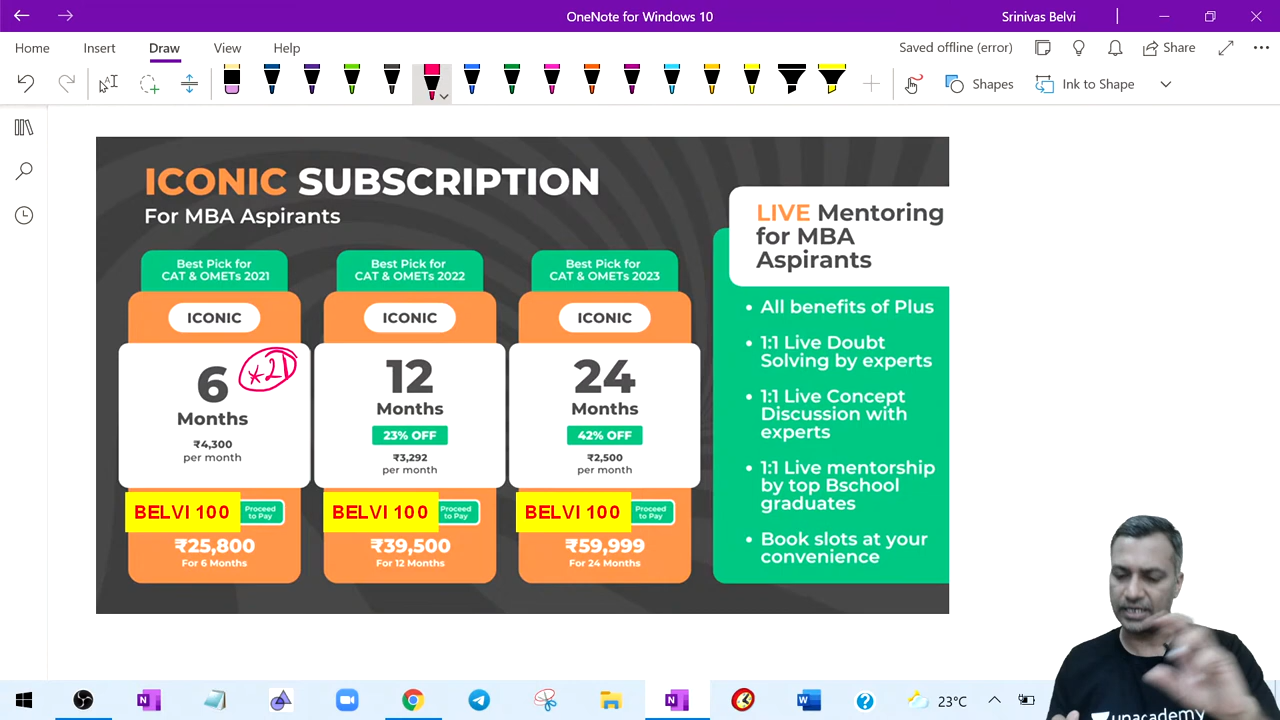 OneNote for Windows 10
Srinivas Belvi
Home
Insert
Draw
View
Help
Saved offline (error)
Share
Shapes
Ink to Shape
ICONIC SUBSCRIPTION
For MBA Aspirants
Best Pick for
CAT & OMETs 2021
ICONIC
6
Months
₹4,300
per month
BELVI 100
Proceed
to Pay
₹25,800
For 6 Months
Best Pick for
CAT & OMETs 2022
ICONIC
12
Months
23% OFF
₹3,292
per month
BELVI 100
Proceed
to Pay
₹39,500
For 12 Months
Best Pick for
CAT & OMETs 2023
ICONIC
24
Months
42% OFF
₹2,500
per month
BELVI 100
Proceed
to Pay
₹59,999
For 24 Months
LIVE Mentoring
for MBA
Aspirants
• All benefits of Plus
• 1:1 Live Doubt
Solving by experts
• 1:1 Live Concept
Discussion with
experts
• 1:1 Live mentorship
by top Bschool
graduates
• Book slots at your
convenience
unacademy
23°C